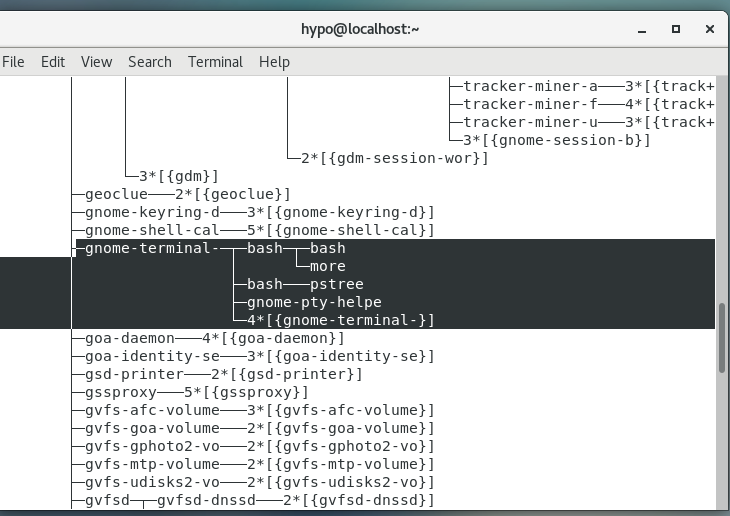 hypo@localhost:~
File Edit View Search Terminal Help
├─tracker-miner-a───3*[{track+
├─tracker-miner-f───4*[{track+
├─tracker-miner-u───3*[{track+
└─3*[{gnome-session-b}]
└─2*[{gdm-session-wor}]
└─3*[{gdm}]
├─geoclue───2*[{geoclue}]
├─gnome-keyring-d───3*[{gnome-keyring-d}]
├─gnome-shell-cal───5*[{gnome-shell-cal}]
├─gnome-terminal-─┬─bash─┬─bash
│ │ └─more
│ ├─bash───pstree
│ ├─gnome-pty-helpe
│ └─4*[{gnome-terminal-}]
├─goa-daemon───4*[{goa-daemon}]
├─goa-identity-se───3*[{goa-identity-se}]
├─gsd-printer───2*[{gsd-printer}]
├─gssproxy───5*[{gssproxy}]
├─gvfs-afc-volume───3*[{gvfs-afc-volume}]
├─gvfs-goa-volume───2*[{gvfs-goa-volume}]
├─gvfs-gphoto2-vo───2*[{gvfs-gphoto2-vo}]
├─gvfs-mtp-volume───2*[{gvfs-mtp-volume}]
├─gvfs-udisks2-vo───2*[{gvfs-udisks2-vo}]
├─gvfsd─┬─gvfsd-dnssd───2*[{gvfsd-dnssd}]